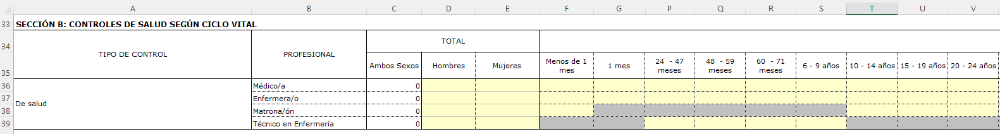 A B C D E F G P Q R S T U V
33 SECCIÓN B: CONTROLES DE SALUD SEGÚN CICLO VITAL
34 TIPO DE CONTROL PROFESIONAL TOTAL
35 Ambos Sexos Hombres Mujeres Menos de 1 mes 1 mes 24 - 47 meses 48 - 59 meses 60 - 71 meses 6 - 9 años 10 - 14 años 15 - 19 años 20 - 24 años
36 De salud Médico/a 0
37 Enfermera/o 0
38 Matrona/ón 0
39 Técnico en Enfermería 0